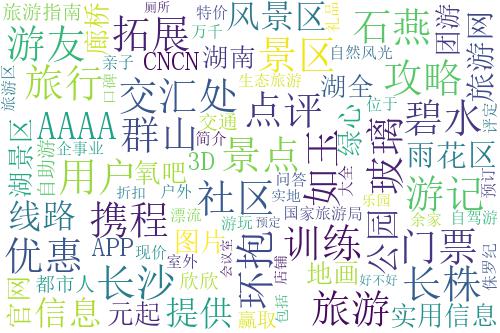 旅游指南
廊桥
厕所
特价
万千
风景区
礼品
石燕
团游
旅游网
游友
拓展
CNCN
湖南
景区
自然风光
旅游区
亲子
口碑
旅行
交汇处
湖全
生态旅游
攻略
AAAA
群山
交通
点评
绿心
位于
碧水
评定
湖景区
企事业
简介
如玉
玻璃
雨花区
自助游
用户
氧吧
3D
景点
问答
大全
预订
线路
携程
折扣
户外
社区
实地
国家旅游局
乐园
游记
漂流
游玩
预定
公园
余家
自驾游
优惠
APP
现价
图片
环抱
会议室
训练
门票
侏罗纪
官网
都市人
长沙
室外
欣欣
店铺
地画
好不好
长株
信息
元起
提供
赢取
包括
旅游
实用信息